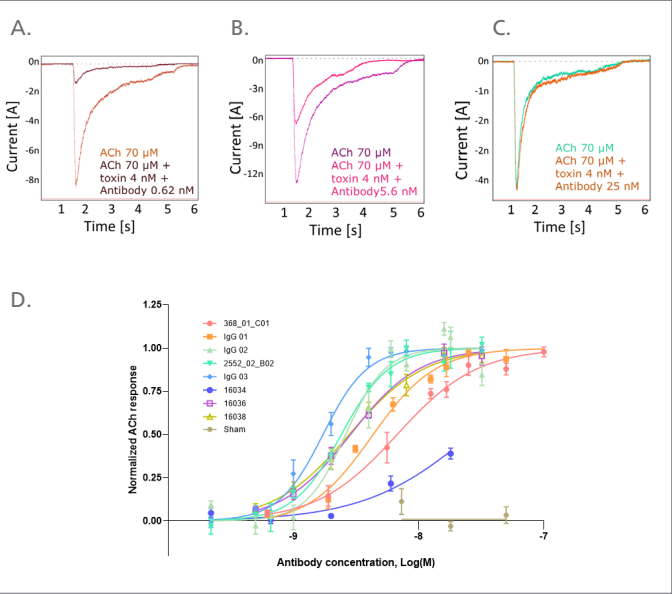 A.
B.
C.
0n
-2n
-4n
-6n
-8n
Current [A]
ACh 70 µM
ACh 70 µM +
toxin 4 nM +
Antibody 0.62 nM
1 2 3 4 5 6
Time [s]
0n
-3n
-6n
-9n
-12n
Current [A]
ACh 70 µM
ACh 70 µM +
toxin 4 nM +
Antibody5.6 nM
1 2 3 4 5 6
Time [s]
0n
-1n
-2n
-3n
-4n
Current [A]
ACh 70 µM
ACh 70 µM +
toxin 4 nM +
Antibody 25 nM
1 2 3 4 5 6
Time [s]
D.
1.25
1.00
0.75
0.50
0.25
0.00
Normalized ACh response
368_01_C01
IgG 01
IgG 02
2552_02_B02
IgG 03
16034
16036
16038
Sham
-9 -8 -7
Antibody concentration, Log(M)